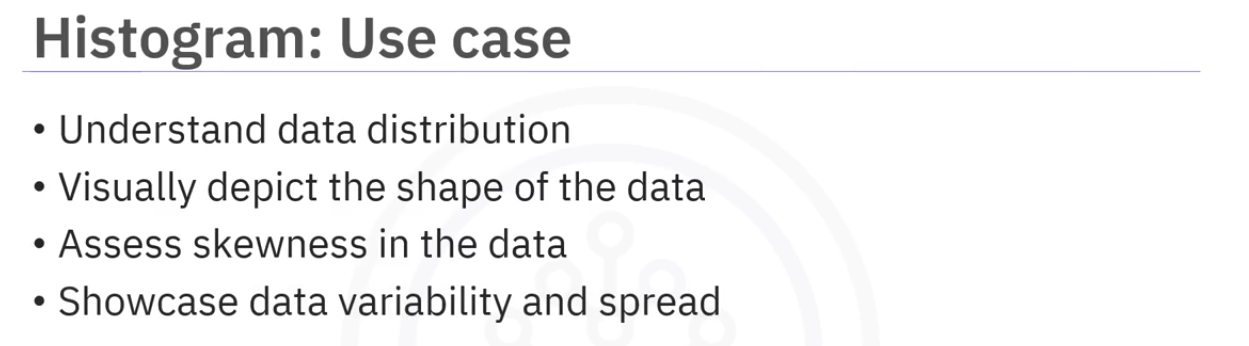 Histogram: Use case
• Understand data distribution
• Visually depict the shape of the data
• Assess skewness in the data
• Showcase data variability and spread